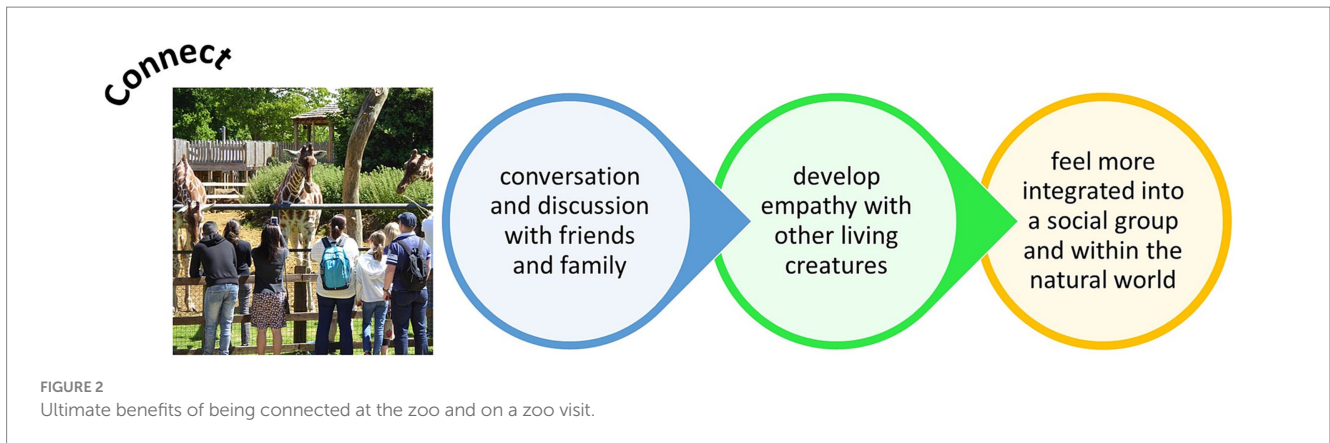 Connect
conversation
and discussion
with friends
and family
develop
empathy with
other living
creatures
feel more
integrated into
a social group
and within the
natural world
FIGURE 2
Ultimate benefits of being connected at the zoo and on a zoo visit.